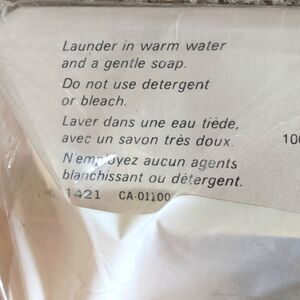 Launder in warm water
and a gentle soap.
Do not use detergent
or bleach.
Laver dans une eau tiède,
avec un savon très doux.
N'employez aucun agents
blanchissant ou détergent.
1421 CA-01100